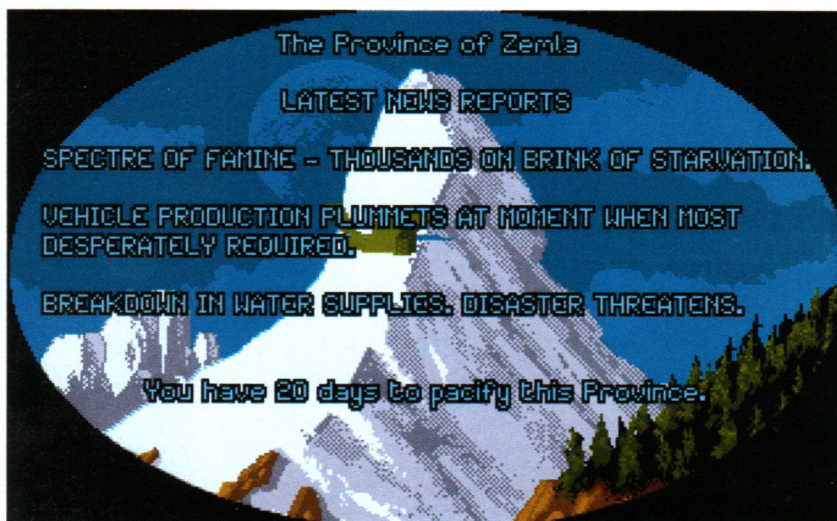 The Province of Zemla
LATEST NEWS REPORTS
SPECTRE OF FAMINE - THOUSANDS ON BRINK OF STARVATION.
VEHICLE PRODUCTION PLUMMETS AT MOMENT WHEN MOST
DESPERATELY REQUIRED.
BREAKDOWN IN WATER SUPPLIES. DISASTER THREATENS.
You have 20 days to pacify this Province.